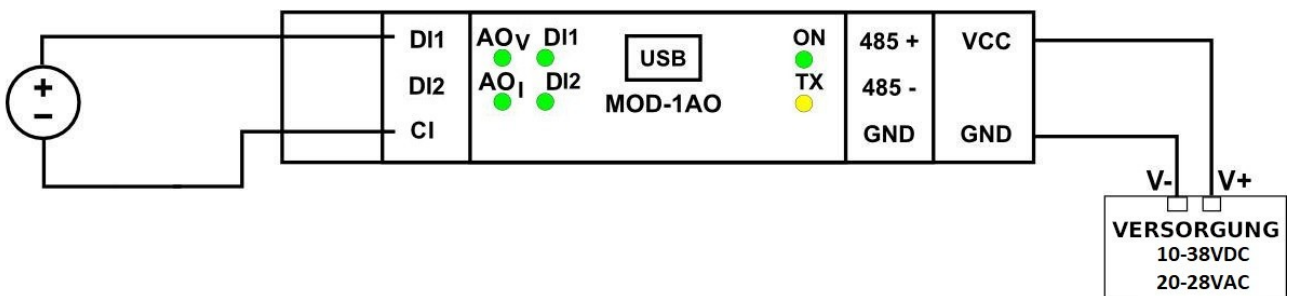 +
-
DI1
DI2
CI
AOV DI1
AOI DI2
USB
MOD-1AO
ON
TX
485 +
485 -
GND
VCC
GND
V- V+
VERSORGUNG
10-38VDC
20-28VAC